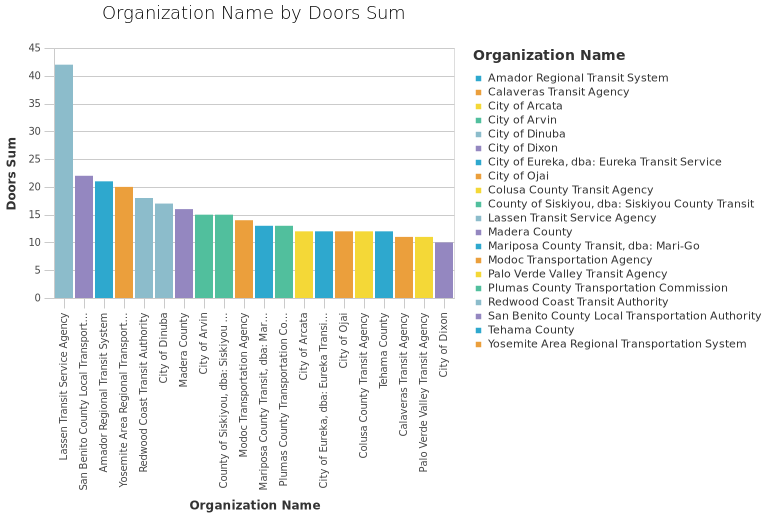 Organization Name by Doors Sum
Doors Sum
45
40
35
30
25
20
15
10
5
0
Lassen Transit Service Agency
San Benito County Local Transport...
Amador Regional Transit System
Yosemite Area Regional Transport...
Redwood Coast Transit Authority
City of Dinuba
Madera County
City of Arvin
County of Siskiyou, dba: Siskiyou ...
Modoc Transportation Agency
Mariposa County Transit, dba: Mar...
Plumas County Transportation Co...
City of Arcata
City of Eureka, dba: Eureka Transi...
City of Ojai
Colusa County Transit Agency
Tehama County
Calaveras Transit Agency
Palo Verde Valley Transit Agency
City of Dixon
Organization Name
Organization Name
Amador Regional Transit System
Calaveras Transit Agency
City of Arcata
City of Arvin
City of Dinuba
City of Dixon
City of Eureka, dba: Eureka Transit Service
City of Ojai
Colusa County Transit Agency
County of Siskiyou, dba: Siskiyou County Transit
Lassen Transit Service Agency
Madera County
Mariposa County Transit, dba: Mari-Go
Modoc Transportation Agency
Palo Verde Valley Transit Agency
Plumas County Transportation Commission
Redwood Coast Transit Authority
San Benito County Local Transportation Authority
Tehama County
Yosemite Area Regional Transportation System